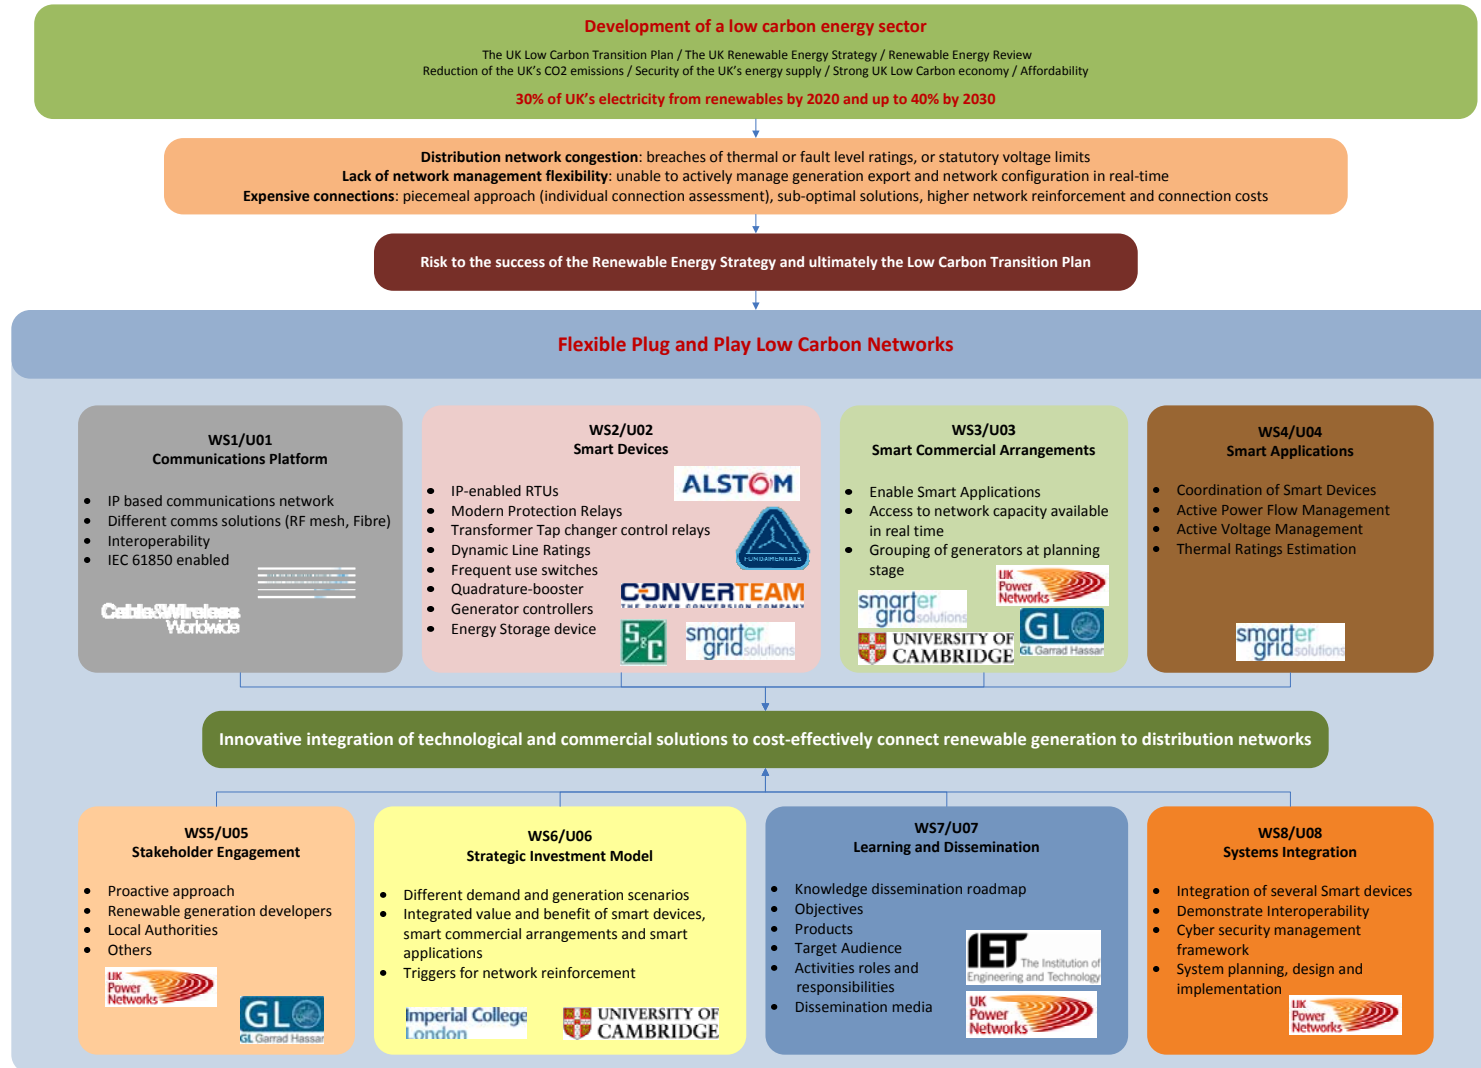 Development of a low carbon energy sector
The UK Low Carbon Transition Plan / The UK Renewable Energy Strategy / Renewable Energy Review
Reduction of the UK's CO2 emissions / Security of the UK's energy supply / Strong UK Low Carbon economy / Affordability
30% of UK's electricity from renewables by 2020 and up to 40% by 2030
Distribution network congestion: breaches of thermal or fault level ratings, or statutory voltage limits
Lack of network management flexibility: unable to actively manage generation export and network configuration in real-time
Expensive connections: piecemeal approach (individual connection assessment), sub-optimal solutions, higher network reinforcement and connection costs
Risk to the success of the Renewable Energy Strategy and ultimately the Low Carbon Transition Plan
Flexible Plug and Play Low Carbon Networks
WS1/U01
Communications Platform
• IP based communications network
• Different comms solutions (RF mesh, Fibre)
• Interoperability
• IEC 61850 enabled
Cable&Wireless
Worldwide
WS2/U02
Smart Devices
• IP-enabled RTUs
• Modern Protection Relays
• Transformer Tap changer control relays
• Dynamic Line Ratings
• Frequent use switches
• Quadrature-booster
• Generator controllers
• Energy Storage device
ALSTOM
FUNDAMENTALS
CONVERTEAM
THE POWER CONVERSION COMPANY
S&C
smarter
grid solutions
WS3/U03
Smart Commercial Arrangements
• Enable Smart Applications
• Access to network capacity available
in real time
• Grouping of generators at planning
stage
UK
Power
Networks
smarter
grid solutions
GL
GL Garrad Hassan
UNIVERSITY OF
CAMBRIDGE
WS4/U04
Smart Applications
• Coordination of Smart Devices
• Active Power Flow Management
• Active Voltage Management
• Thermal Ratings Estimation
smarter
grid solutions
Innovative integration of technological and commercial solutions to cost-effectively connect renewable generation to distribution networks
WS5/U05
Stakeholder Engagement
• Proactive approach
• Renewable generation developers
• Local Authorities
• Others
UK
Power
Networks
GL
GL Garrad Hassan
WS6/U06
Strategic Investment Model
• Different demand and generation scenarios
• Integrated value and benefit of smart devices,
smart commercial arrangements and smart
applications
• Triggers for network reinforcement
Imperial College
London
UNIVERSITY OF
CAMBRIDGE
WS7/U07
Learning and Dissemination
• Knowledge dissemination roadmap
• Objectives
• Products
• Target Audience
• Activities roles and
responsibilities
• Dissemination media
IET
The Institution of
Engineering and Technology
UK
Power
Networks
WS8/U08
Systems Integration
• Integration of several Smart devices
• Demonstrate Interoperability
• Cyber security management
framework
• System planning, design and
implementation
UK
Power
Networks